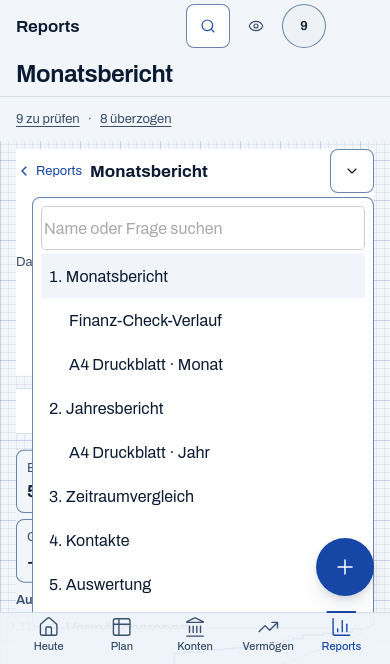 Reports
9
Monatsbericht
9 zu prüfen · 8 überzogen
Reports Monatsbericht
Name oder Frage suchen
1. Monatsbericht
Finanz-Check-Verlauf
A4 Druckblatt · Monat
2. Jahresbericht
A4 Druckblatt · Jahr
3. Zeitraumvergleich
4. Kontakte
5. Auswertung
Heute Plan Konten Vermögen Reports